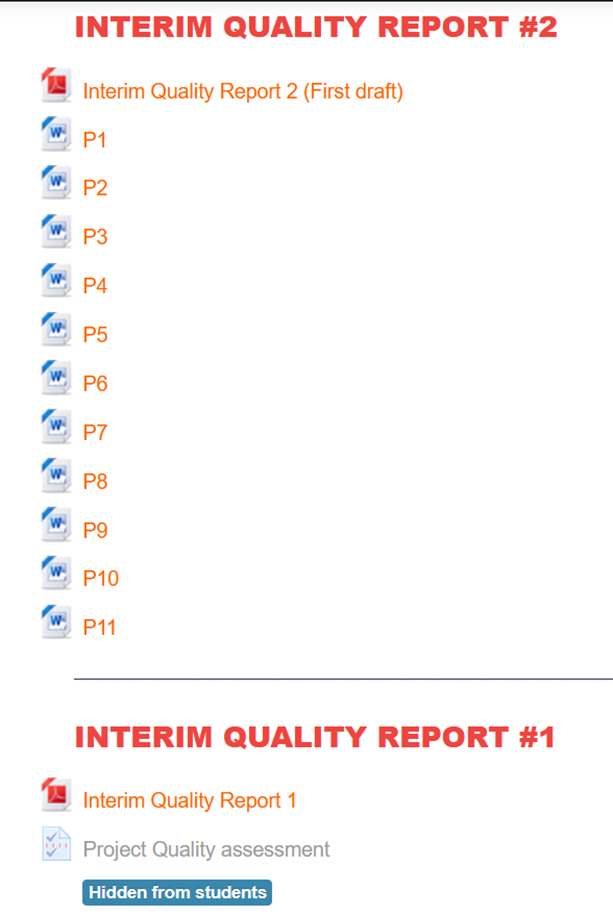 INTERIM QUALITY REPORT #2
Interim Quality Report 2 (First draft)
P1
P2
P3
P4
P5
P6
P7
P8
P9
P10
P11
INTERIM QUALITY REPORT #1
Interim Quality Report 1
Project Quality assessment
Hidden from students